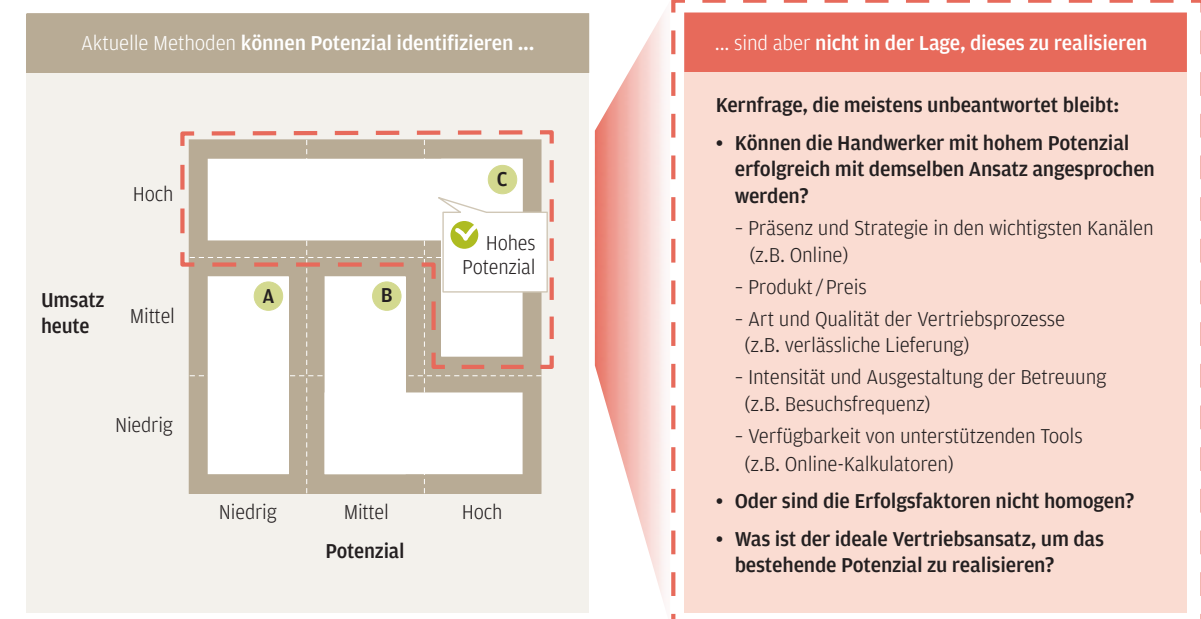 Aktuelle Methoden können Potenzial identifizieren ...
Hoch
C
Hohes
Potenzial
A
B
Umsatz
heute
Mittel
Niedrig
Niedrig
Mittel
Hoch
Potenzial
... sind aber nicht in der Lage, dieses zu realisieren
Kernfrage, die meistens unbeantwortet bleibt:
• Können die Handwerker mit hohem Potenzial
erfolgreich mit demselben Ansatz angesprochen
werden?
– Präsenz und Strategie in den wichtigsten Kanälen
(z.B. Online)
– Produkt/Preis
– Art und Qualität der Vertriebsprozesse
(z.B. verlässliche Lieferung)
– Intensität und Ausgestaltung der Betreuung
(z.B. Besuchsfrequenz)
– Verfügbarkeit von unterstützenden Tools
(z.B. Online-Kalkulatoren)
• Oder sind die Erfolgsfaktoren nicht homogen?
• Was ist der ideale Vertriebsansatz, um das
bestehende Potenzial zu realisieren?